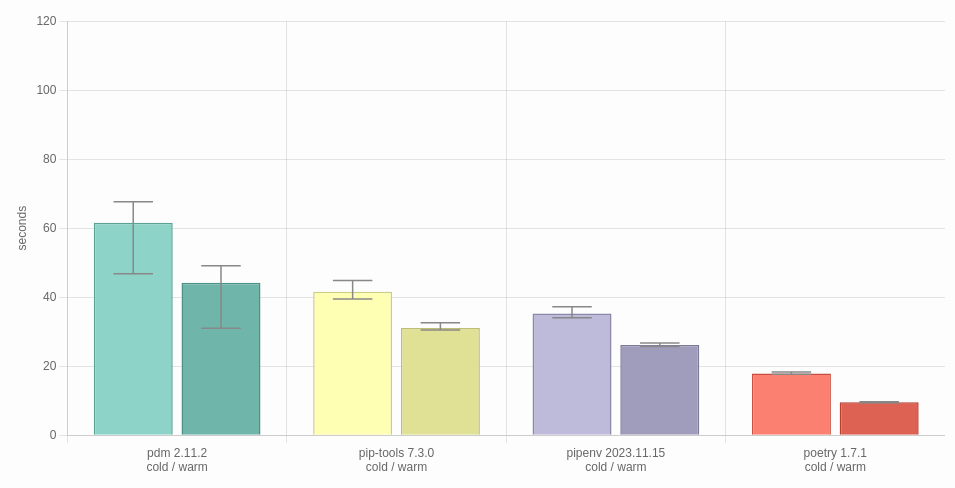 120
100
80
60
40
20
0
seconds
pdm 2.11.2
cold / warm
pip-tools 7.3.0
cold / warm
pipenv 2023.11.15
cold / warm
poetry 1.7.1
cold / warm